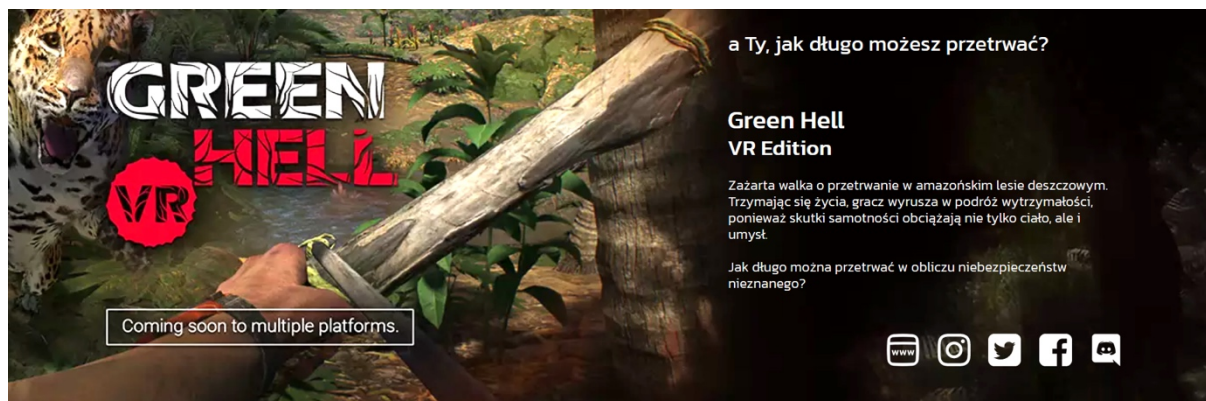 GREEN
HELL
VR
Coming soon to multiple platforms.
a Ty, jak długo możesz przetrwać?
Green Hell
VR Edition
Zażarta walka o przetrwanie w amazońskim lesie deszczowym.
Trzymając się życia, gracz wyrusza w podróż wytrzymałości,
ponieważ skutki samotności obciążają nie tylko ciało, ale i
umysł.
Jak długo można przetrwać w obliczu niebezpieczeństw
nieznanego?
www